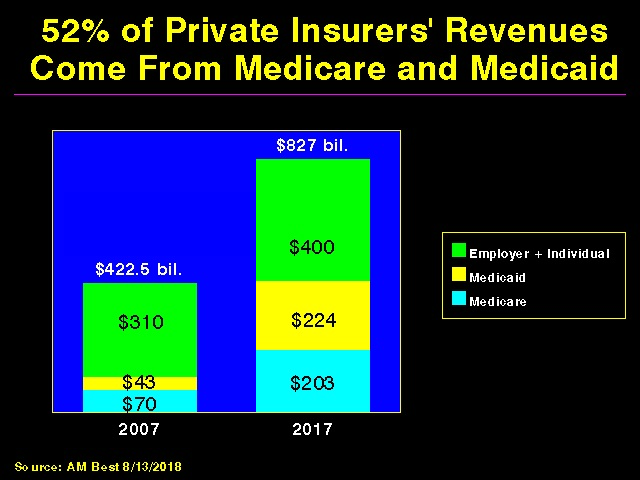 52% of Private Insurers' Revenues
Come From Medicare and Medicaid
$827 bil.
$422.5 bil.
$400
$310
$224
$43
$203
$70
2007 2017
Employer + Individual
Medicaid
Medicare
Source: AM Best 8/13/2018